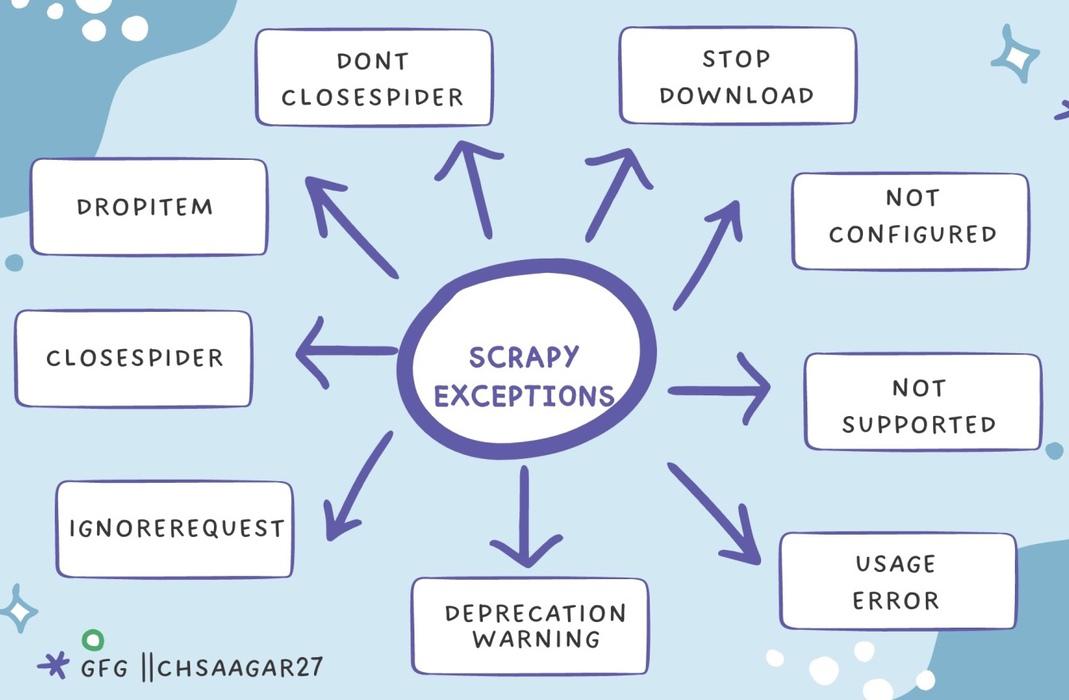 DONT
CLOSESPIDER
STOP
DOWNLOAD
DROPITEM
NOT
CONFIGURED
CLOSESPIDER
SCRAPY
EXCEPTIONS
NOT
SUPPORTED
IGNOREREQUEST
DEPRECATION
WARNING
USAGE
ERROR
GFG ||CHSAAGAR27